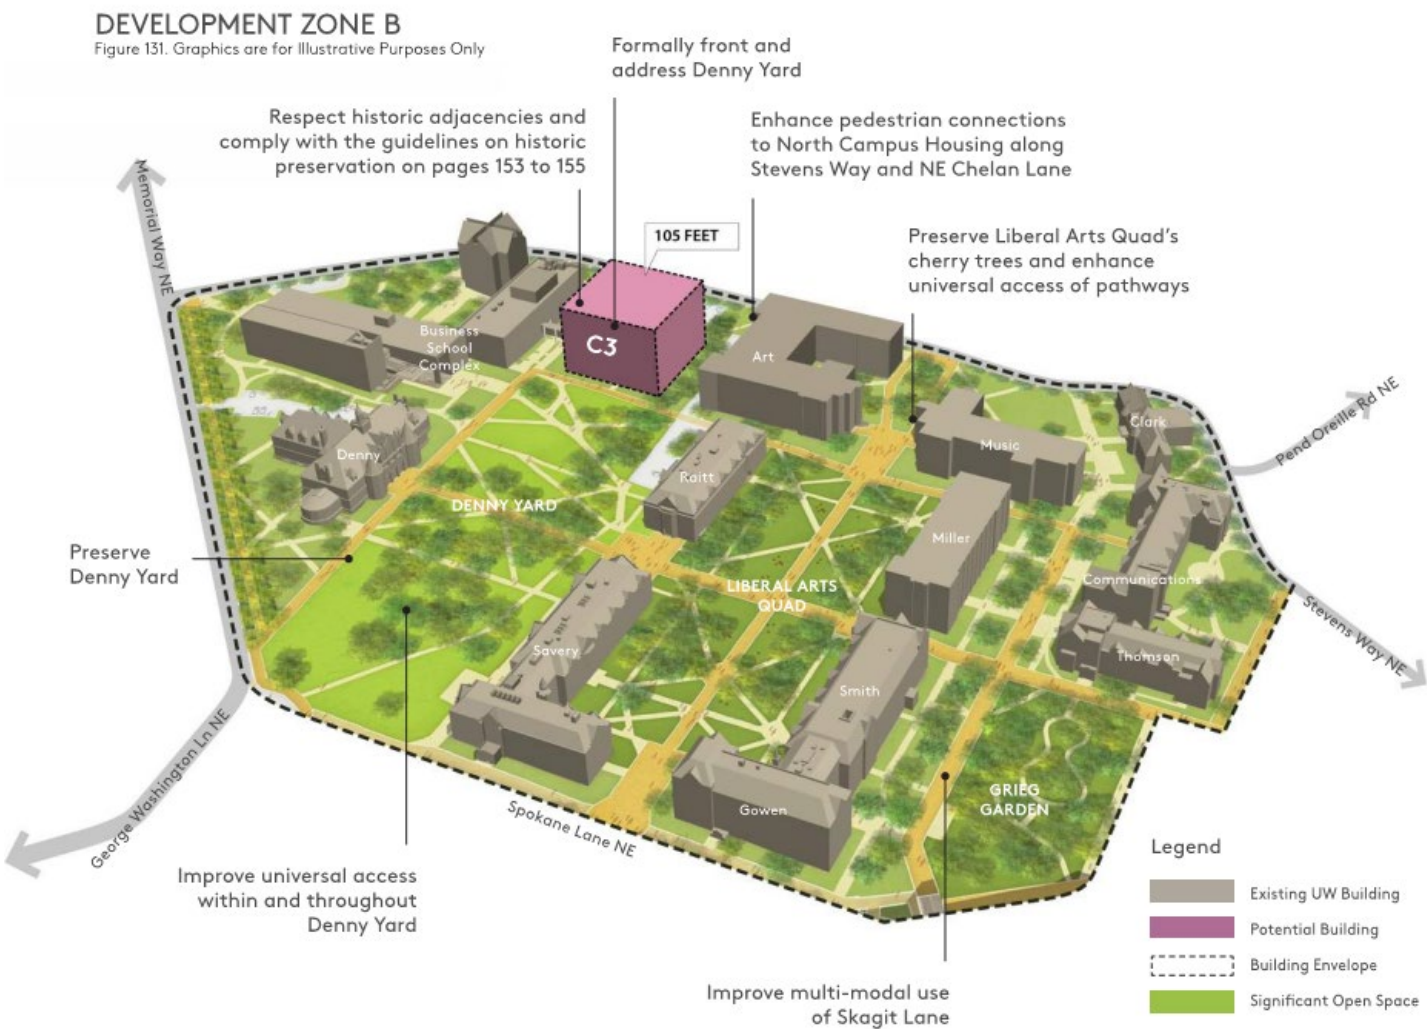 DEVELOPMENT ZONE B
Figure 131. Graphics are for Illustrative Purposes Only
Formally front and
address Denny Yard
Respect historic adjacencies and
comply with the guidelines on historic
preservation on pages 153 to 155
Enhance pedestrian connections
to North Campus Housing along
Stevens Way and NE Chelan Lane
105 FEET
Preserve Liberal Arts Quad's
cherry trees and enhance
universal access of pathways
Memorial Way NE
Business
School
Complex
C3
Art
Pend Oreille Rd NE
Clark
Music
Denny
Raitt
DENNY YARD
Miller
Preserve
Denny Yard
LIBERAL ARTS
QUAD
Communications
Stevens Way NE
Savery
Thomson
Smith
George Washington Ln NE
Spokane Lane NE
Gowen
GRIEG
GARDEN
Improve universal access
within and throughout
Denny Yard
Improve multi-modal use
of Skagit Lane
Legend
Existing UW Building
Potential Building
Building Envelope
Significant Open Space